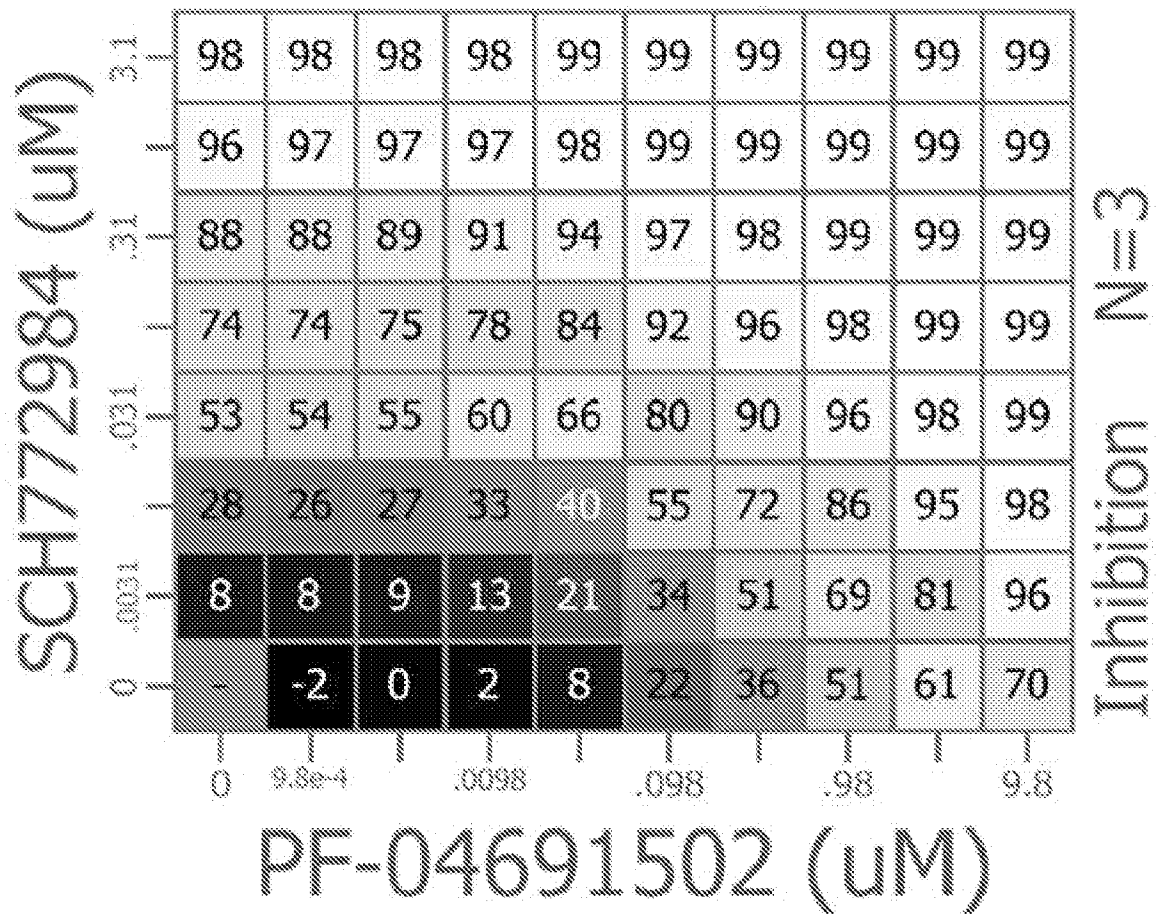 SCH772984 (uM)
3.1 98 98 98 98 99 99 99 99 99 99
96 97 97 97 98 99 99 99 99 99
.31 88 88 89 91 94 97 98 99 99 99
74 74 75 78 84 92 96 98 99 99
.031 53 54 55 60 66 80 90 96 98 99
28 26 27 33 40 55 72 86 95 98
.0031 8 8 9 13 21 34 51 69 81 96
0 - -2 0 2 8 22 36 51 61 70
0 9.8e-4 .0098 .098 .98 9.8
PF-04691502 (uM)
Inhibition N=3